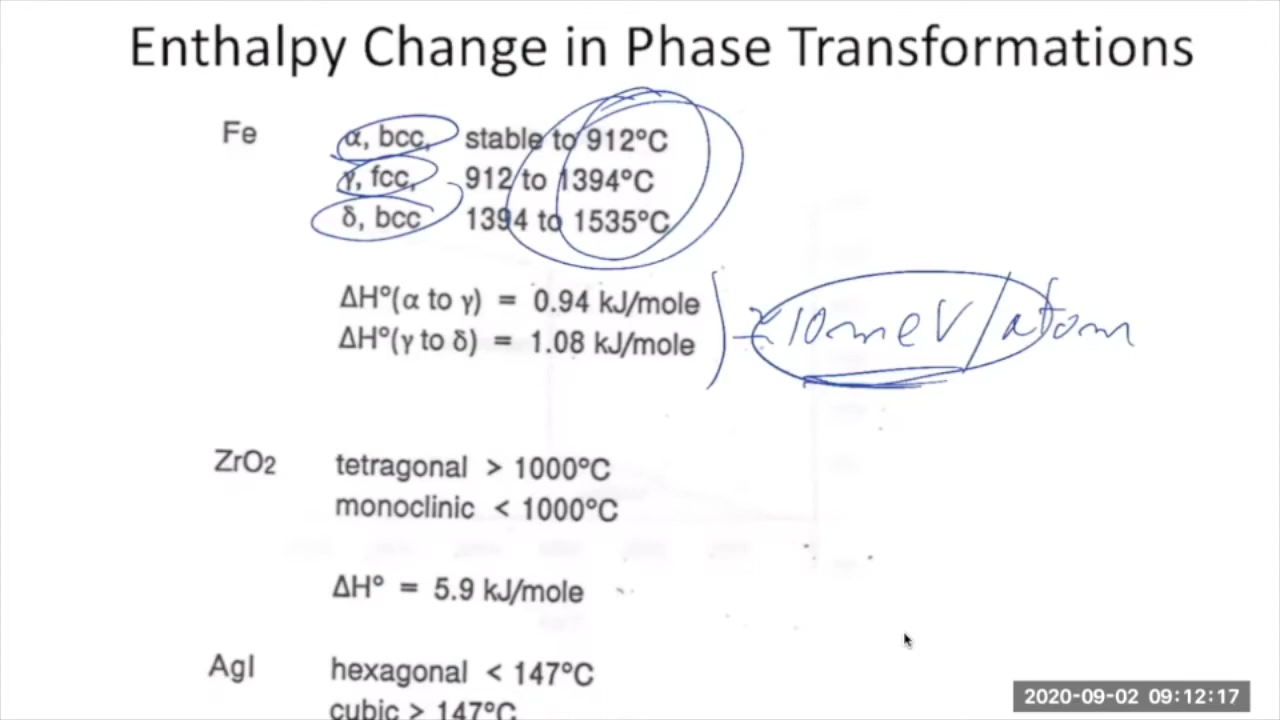 Enthalpy Change in Phase Transformations
Fe α, bcc, stable to 912°C
γ, fcc, 912 to 1394°C
δ, bcc 1394 to 1535°C
ΔH°(α to γ) = 0.94 kJ/mole
ΔH°(γ to δ) = 1.08 kJ/mole
≈10meV/atom
ZrO₂ tetragonal > 1000°C
monoclinic < 1000°C
ΔH° = 5.9 kJ/mole
AgI hexagonal < 147°C
cubic > 147°C
2020-09-02 09:12:17